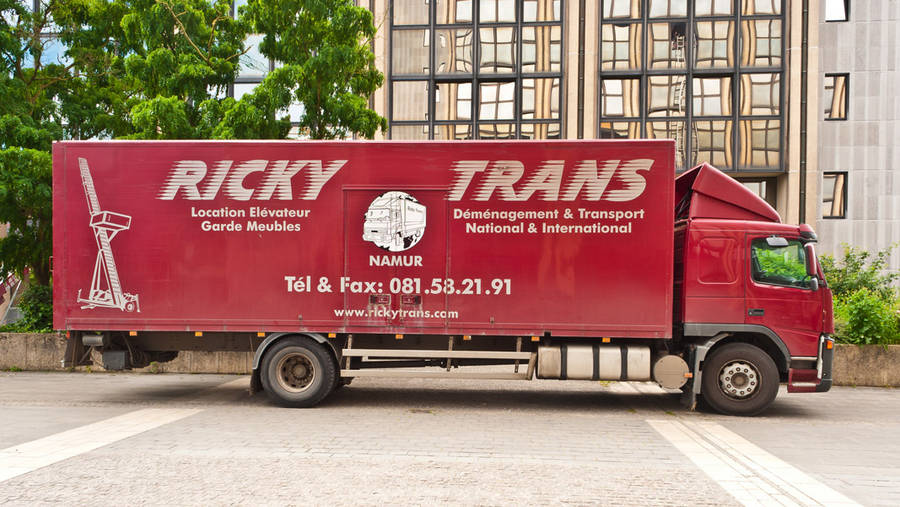 RICKY TRANS
Location Elévateur
Garde Meubles
Déménagement & Transport
National & International
NAMUR
Tél & Fax: 081.58.21.91
www.rickytrans.com